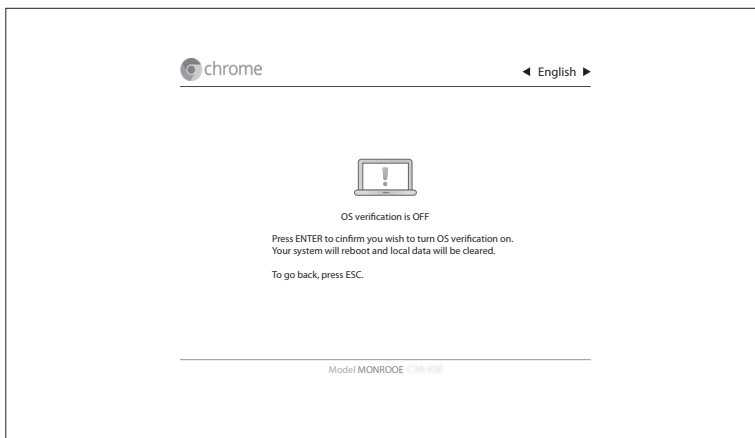 chrome
◀ English ▶
!
OS verification is OFF
Press ENTER to cinfirm you wish to turn OS verification on.
Your system will reboot and local data will be cleared.
To go back, press ESC.
Model MONROOE